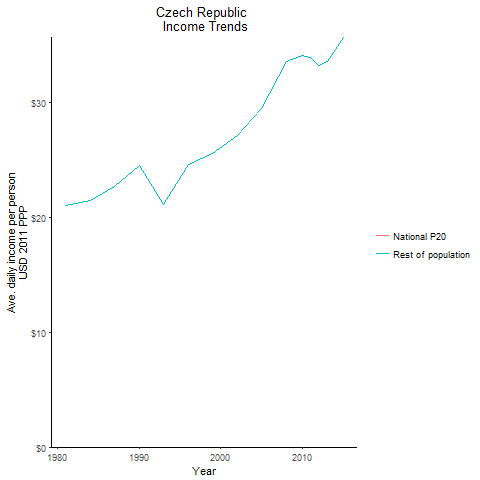 Czech Republic
Income Trends
Ave. daily income per person
USD 2011 PPP
$30
$20
$10
$0
1980
1990
2000
2010
Year
National P20
Rest of population